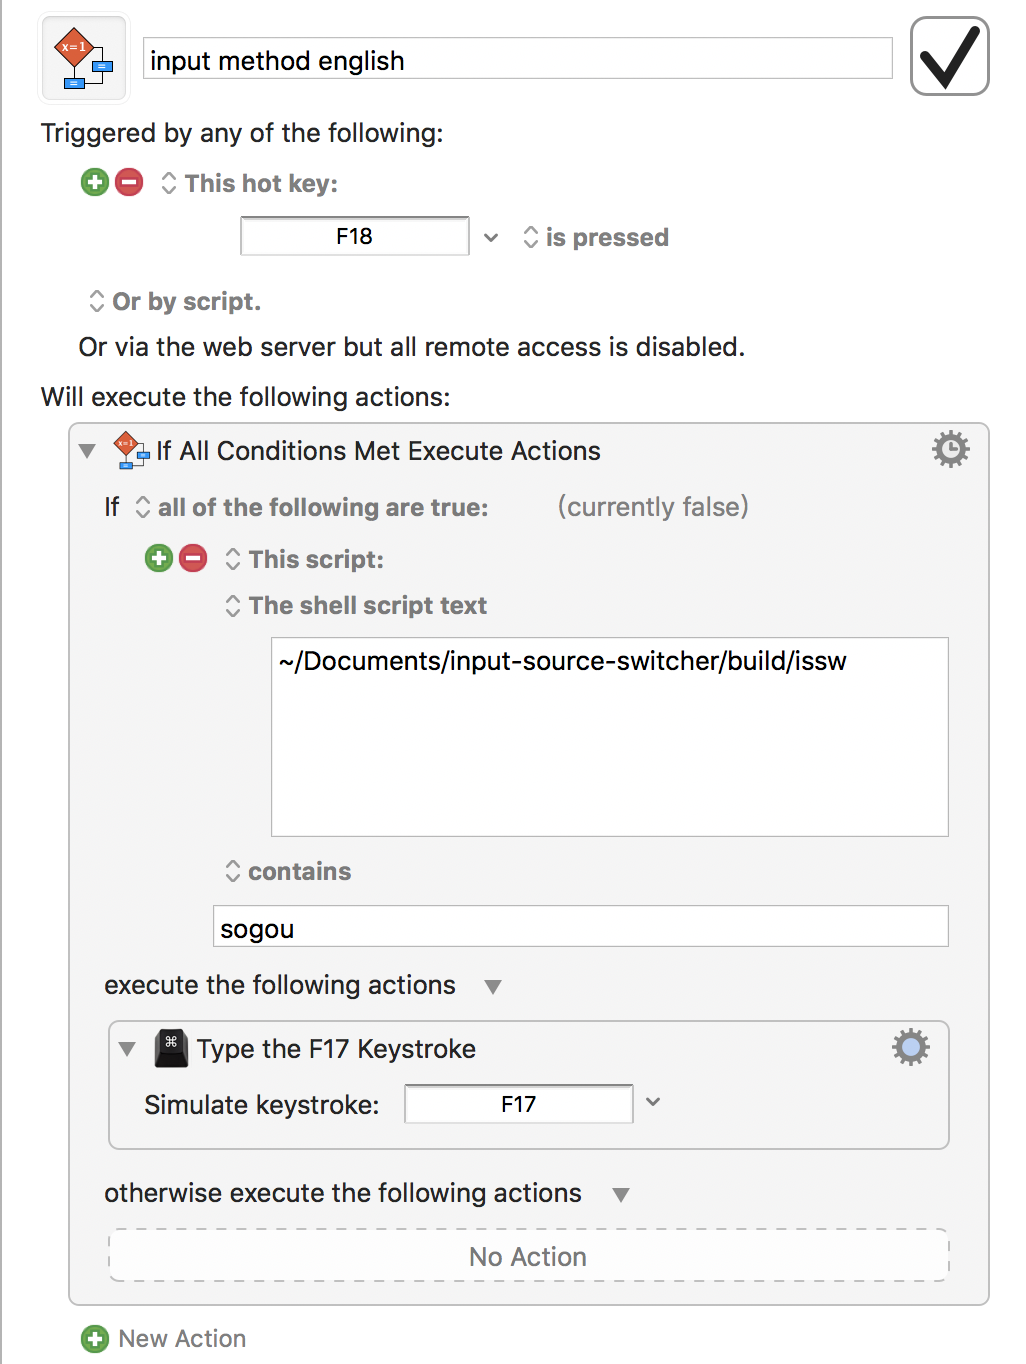 x=1
input method english
Triggered by any of the following:
This hot key:
F18
is pressed
Or by script.
Or via the web server but all remote access is disabled.
Will execute the following actions:
x=1
If All Conditions Met Execute Actions
If all of the following are true: (currently false)
This script:
The shell script text
~/Documents/input-source-switcher/build/issw
contains
sogou
execute the following actions
⌘
Type the F17 Keystroke
Simulate keystroke: F17
otherwise execute the following actions
No Action
New Action